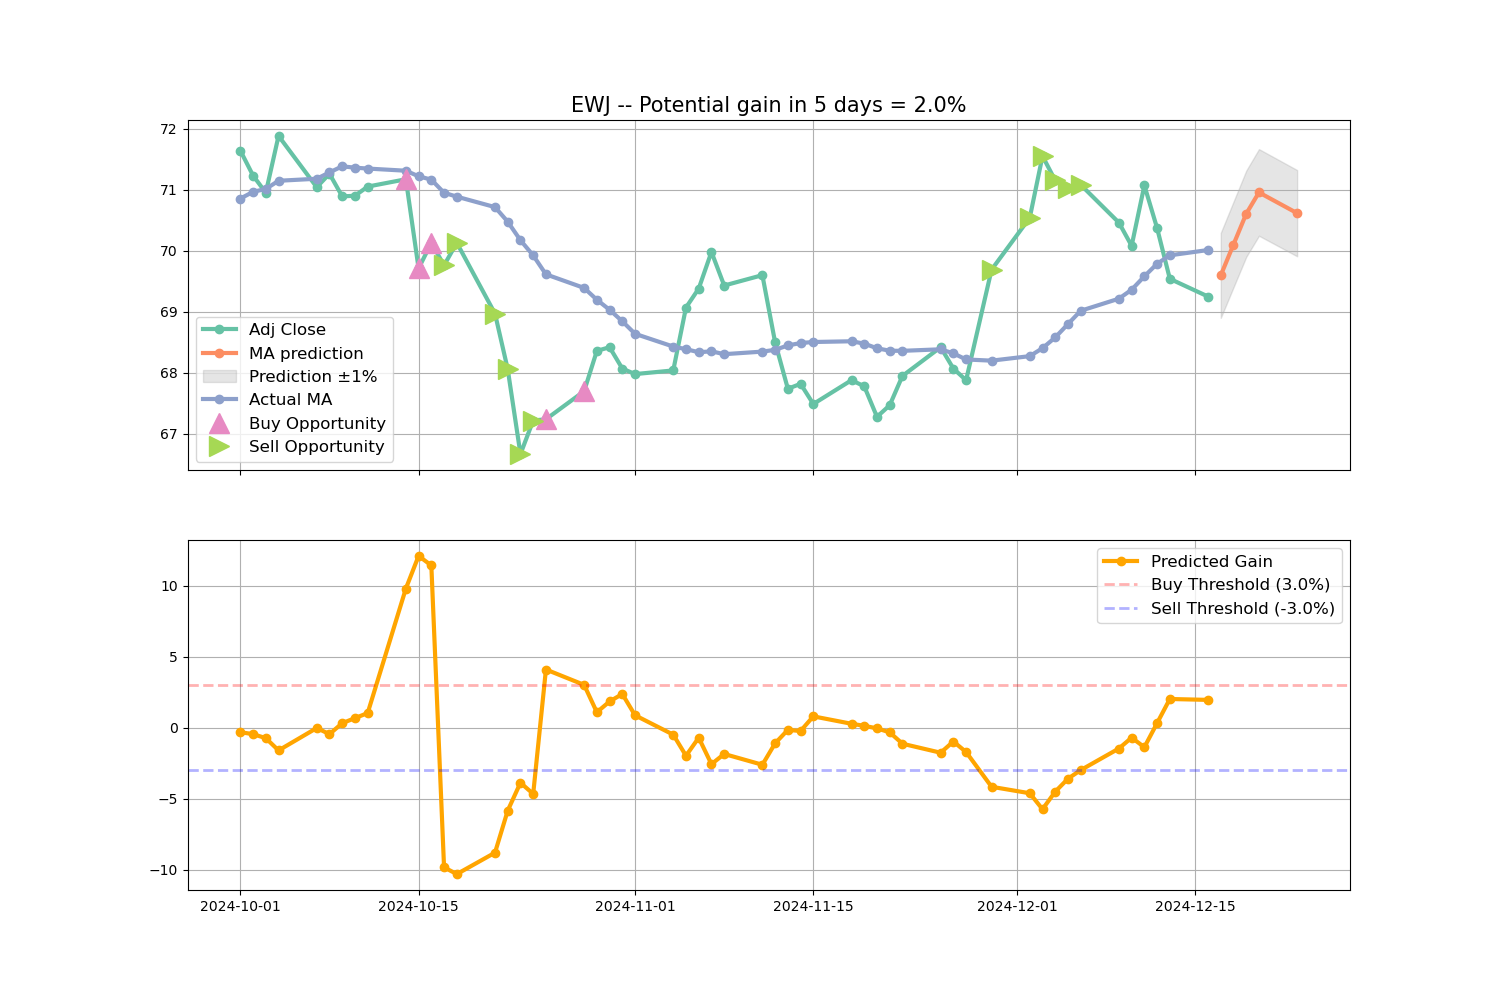 EWJ -- Potential gain in 5 days = 2.0%
72
71
70
69
68
67
Adj Close
MA prediction
Prediction ±1%
Actual MA
Buy Opportunity
Sell Opportunity
10
5
0
−5
−10
Predicted Gain
Buy Threshold (3.0%)
Sell Threshold (-3.0%)
2024-10-01
2024-10-15
2024-11-01
2024-11-15
2024-12-01
2024-12-15